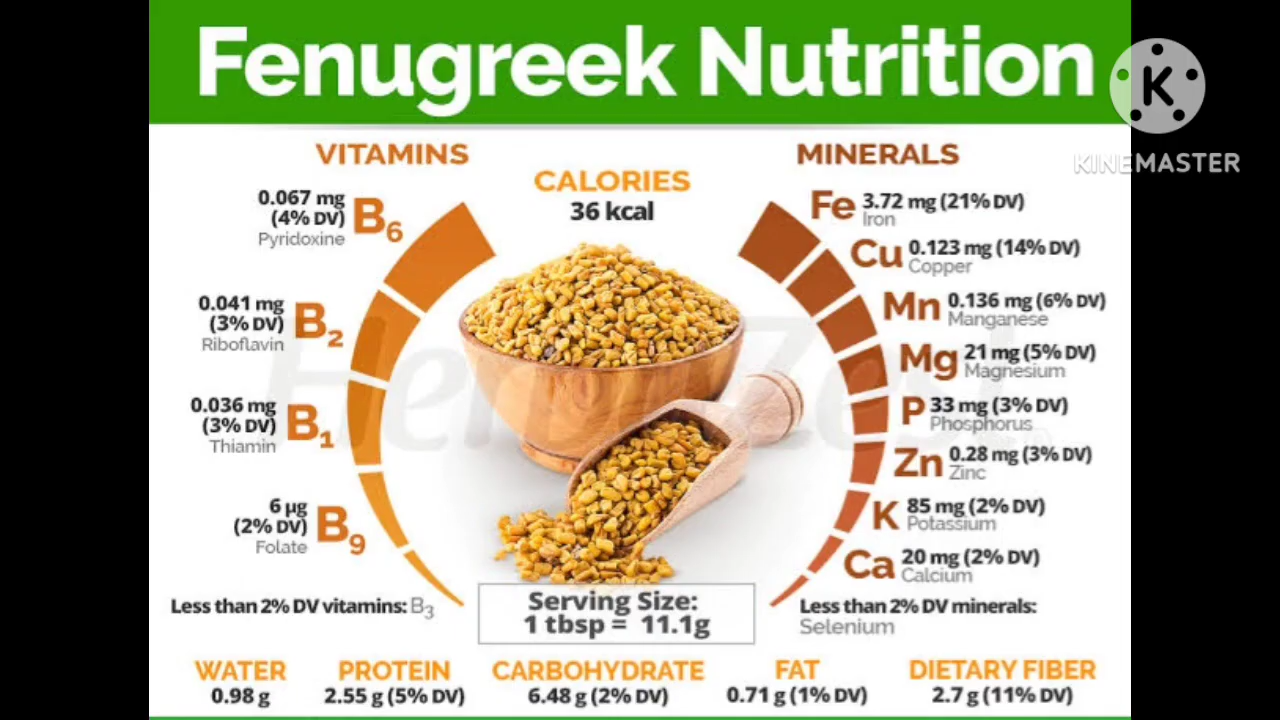 Fenugreek Nutrition
K
KINEMASTER
VITAMINS
0.067 mg
(4% DV)
Pyridoxine
B6
0.041 mg
(3% DV)
Riboflavin
B2
0.036 mg
(3% DV)
Thiamin
B1
6 µg
(2% DV)
Folate
B9
Less than 2% DV vitamins: B3
CALORIES
36 kcal
MINERALS
Fe 3.72 mg (21% DV)
Iron
Cu 0.123 mg (14% DV)
Copper
Mn 0.136 mg (6% DV)
Manganese
Mg 21 mg (5% DV)
Magnesium
P 33 mg (3% DV)
Phosphorus
Zn 0.28 mg (3% DV)
Zinc
K 85 mg (2% DV)
Potassium
Ca 20 mg (2% DV)
Calcium
Less than 2% DV minerals:
Selenium
Serving Size:
1 tbsp = 11.1g
WATER
0.98 g
PROTEIN
2.55 g (5% DV)
CARBOHYDRATE
6.48 g (2% DV)
FAT
0.71 g (1% DV)
DIETARY FIBER
2.7 g (11% DV)